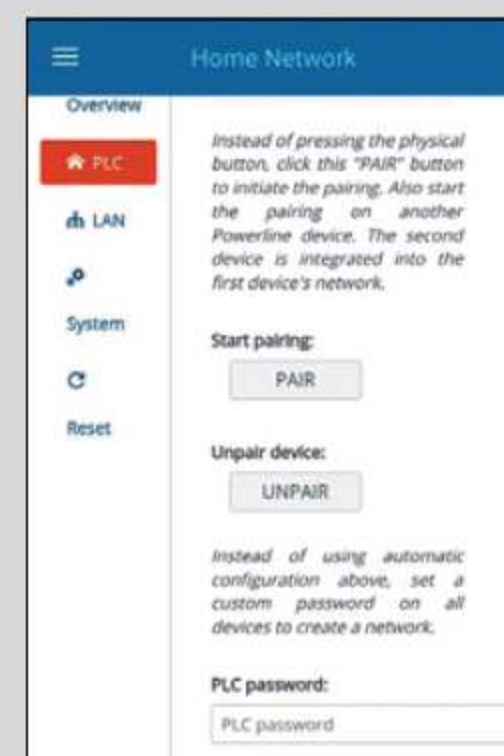 Home Network
Overview
PLC
LAN
System
Reset
Instead of pressing the physical
button, click this "PAIR" button
to initiate the pairing. Also start
the pairing on another
Powerline device. The second
device is integrated into the
first device's network.
Start pairing:
PAIR
Unpair device:
UNPAIR
Instead of using automatic
configuration above, set a
custom password on all
devices to create a network.
PLC password:
PLC password